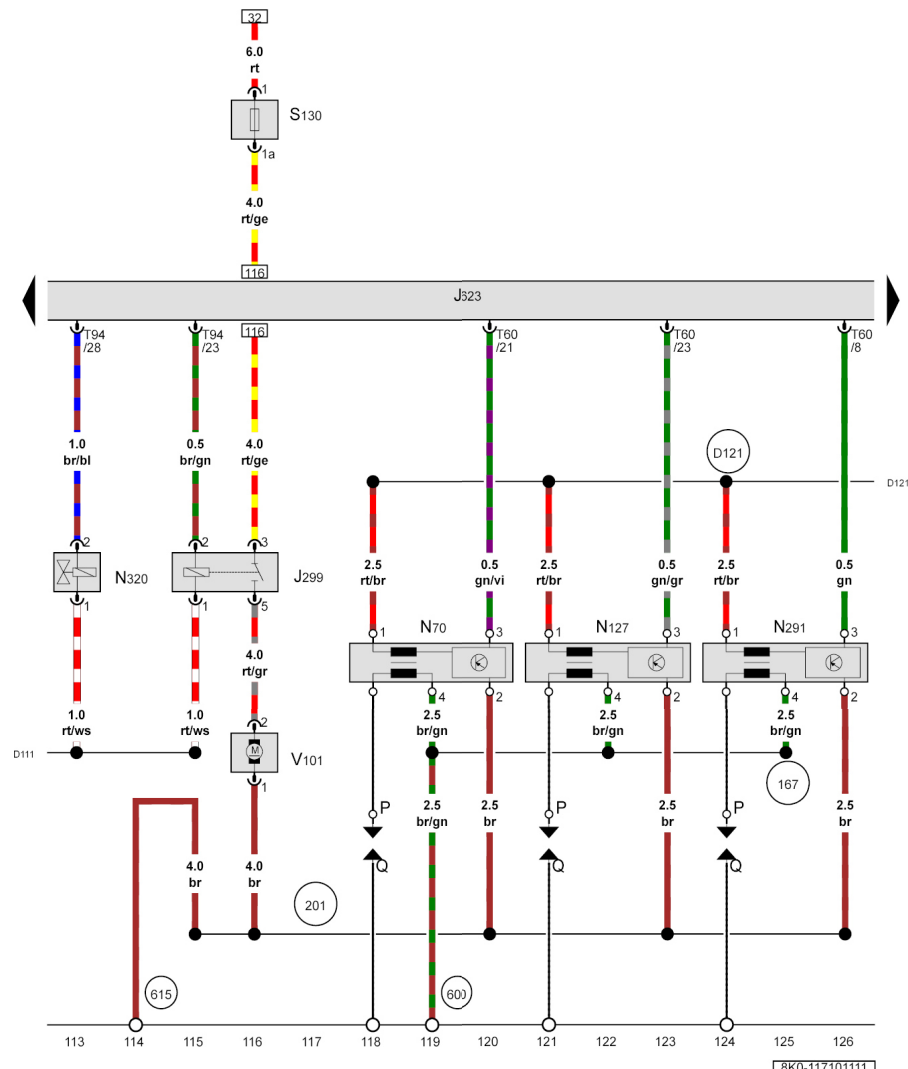 32
6.0
rt
1
S130
1a
4.0
rt/ge
116
J623
T94
/28
T94
/23
116
T60
/21
T60
/23
T60
/8
1.0
br/bl
0.5
br/gn
4.0
rt/ge
D121
D121
2
2
3
2.5
rt/br
0.5
gn/vi
2.5
rt/br
0.5
gn/gr
2.5
rt/br
0.5
gn
N320
J299
1
1
5
1
N70
3
1
N127
3
1
N291
3
4.0
rt/gr
4
2
4
2
4
2
1.0
rt/ws
1.0
rt/ws
2
2.5
br/gn
2.5
br/gn
2.5
br/gn
D111
M
V101
1
167
P
P
P
2.5
br/gn
2.5
br
2.5
br
2.5
br
4.0
br
4.0
br
Q
Q
Q
201
615
600
113 114 115 116 117 118 119 120 121 122 123 124 125 126
8K0-117101111